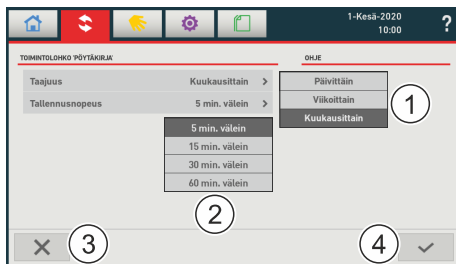 1-Kesä-2020
10:00
?
TOIMINTOLOHKO 'PÖYTÄKIRJA'
OHJE
Taajuus Kuukausittain >
Tallennusnopeus 5 min. välein >
Päivittäin
Viikoittain
Kuukausittain
1
5 min. välein
15 min. välein
30 min. välein
60 min. välein
2
3
4